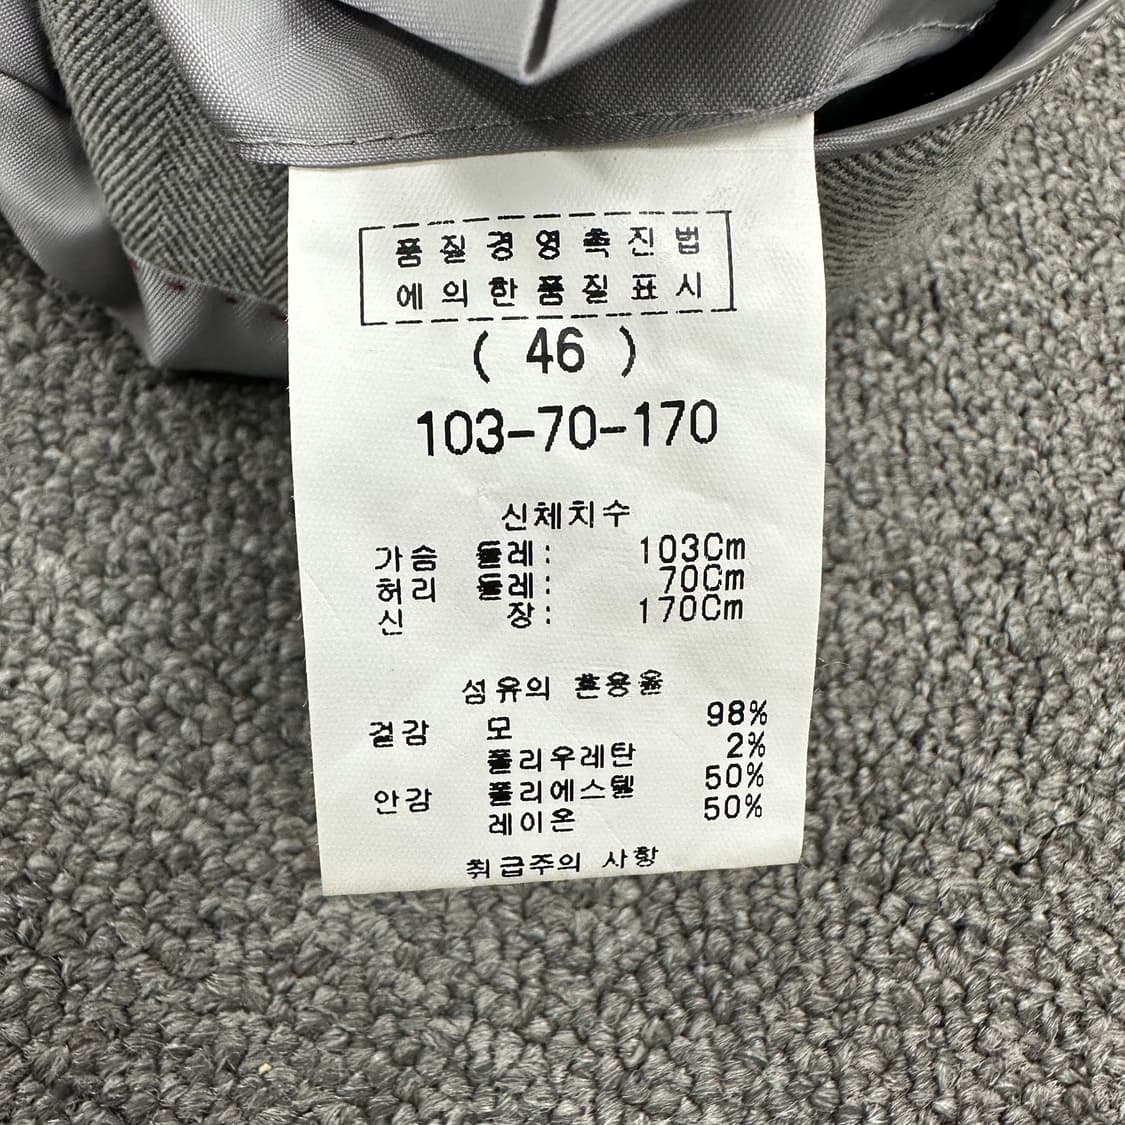 품질경영촉진법
에의한품질표시
( 46 )
103-70-170
신체치수
가슴 둘레: 103Cm
허리 둘레: 70Cm
신 장: 170Cm
섬유의 혼용율
겉감 모 98%
폴리우레탄 2%
안감 폴리에스텔 50%
레이온 50%
취급주의 사항